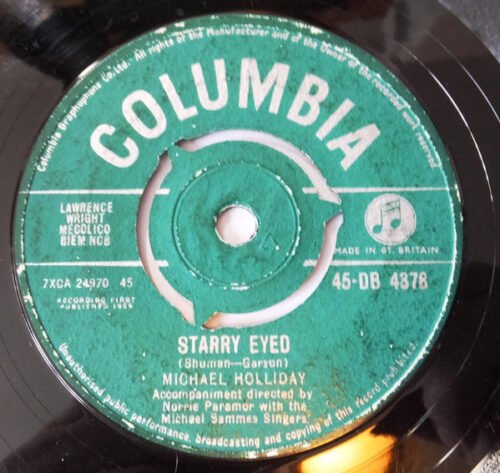 Columbia Graphophone Co. Ltd. All rights of the Manufacturer and of the Owner of the recorded work reserved.
COLUMBIA
LAWRENCE
WRIGHT
MECOLICO
BIEM NCB
MADE IN GT. BRITAIN
7XCA 24970 45
45-DB 4378
RECORDING FIRST
PUBLISHED 1959
STARRY EYED
(Shuman—Garson)
MICHAEL HOLLIDAY
Accompaniment directed by
Norrie Paramor with the
Michael Sammes Singers
Unauthorised public performance, broadcasting and copying of this record prohibited.